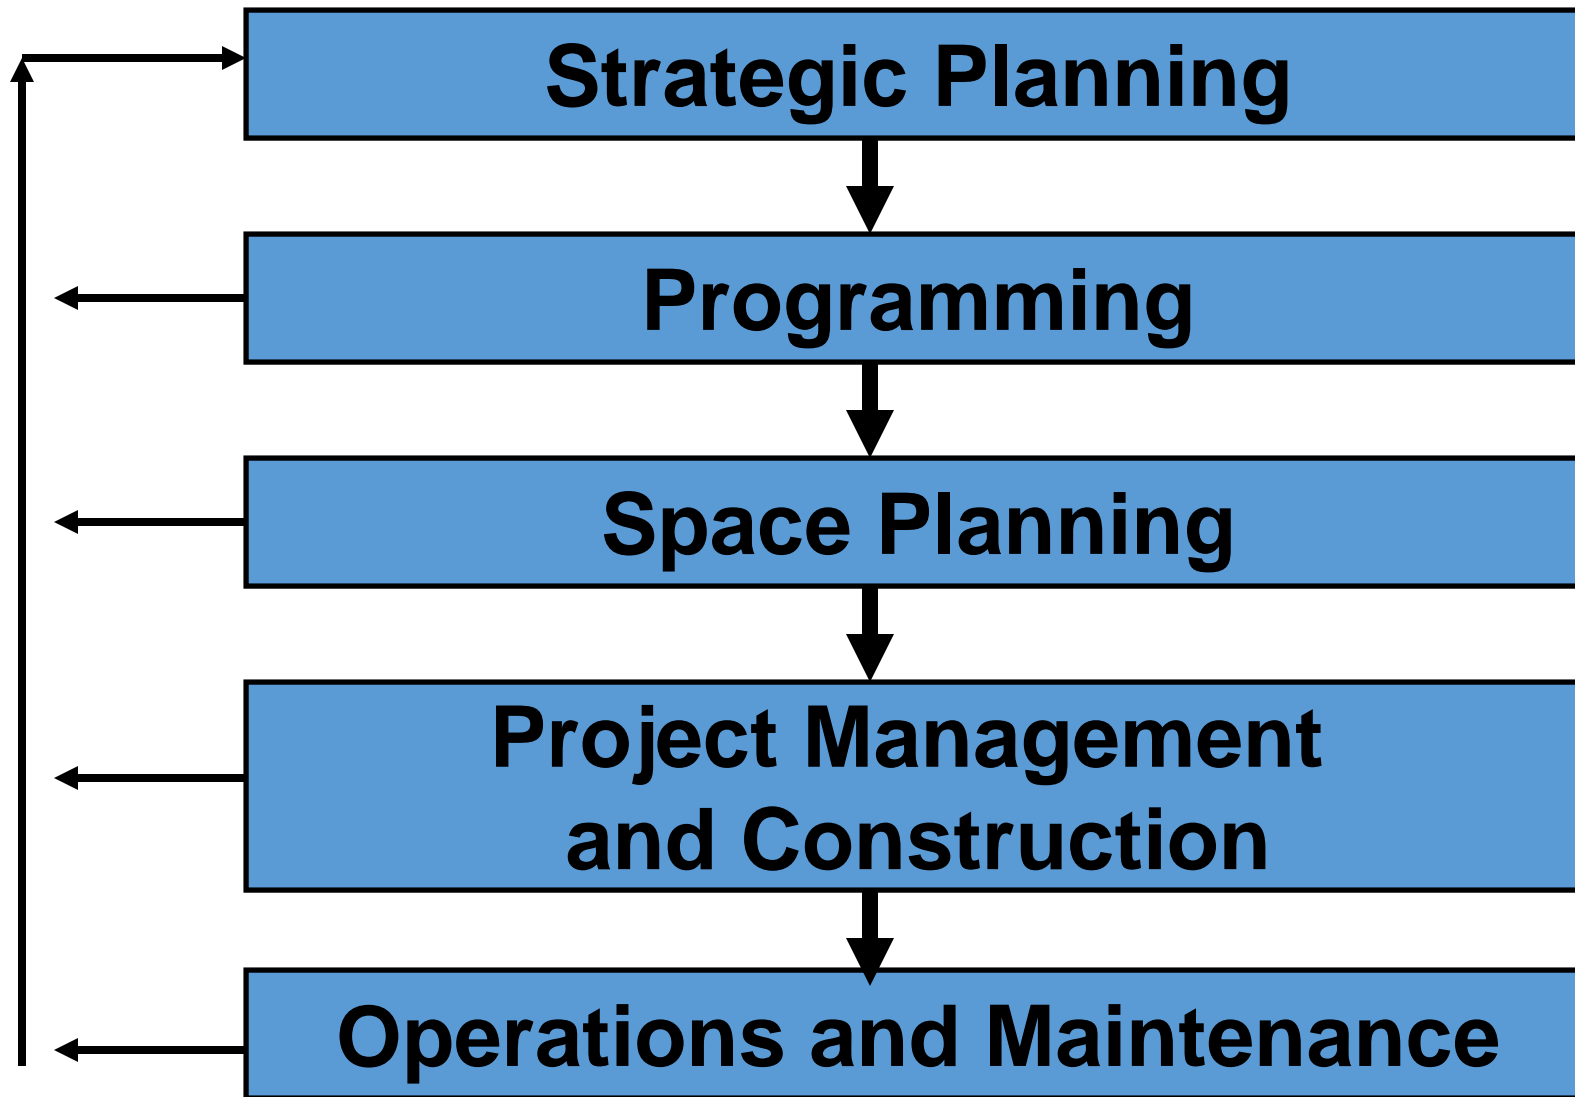 Strategic Planning
Programming
Space Planning
Project Management
and Construction
Operations and Maintenance